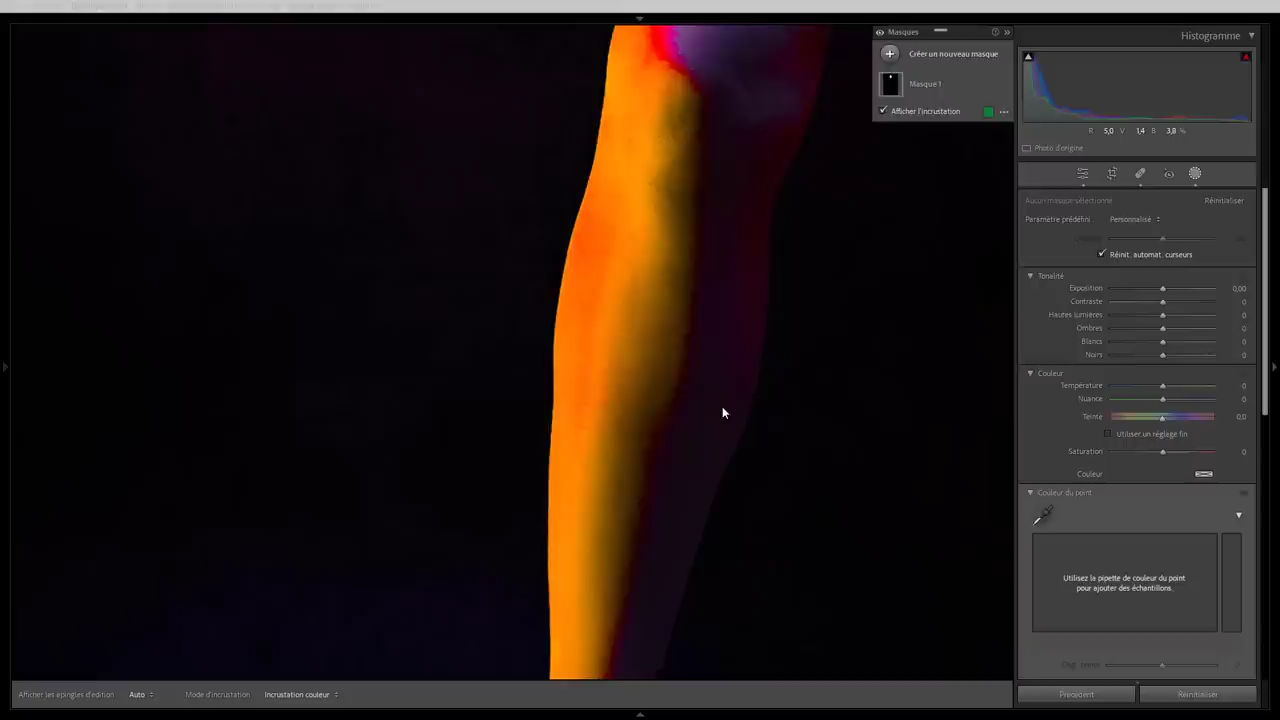 Masques
Histogramme
Créer un nouveau masque
Masque 1
Afficher l'incrustation
R 5,0 V 1,4 B 3,8 %
Photo d'origine
Aucun masque sélectionné Réinitialiser
Paramètre prédéfini : Personnalisé
Réinit. automat. curseurs
Tonalité
Exposition 0,00
Contraste 0
Hautes lumières 0
Ombres 0
Blancs 0
Noirs 0
Couleur
Température 0
Nuance 0
Teinte 0,0
Utiliser un réglage fin
Saturation 0
Couleur
Couleur du point
Utilisez la pipette de couleur du point
pour ajouter des échantillons.
Afficher les épingles d'édition Auto Mode d'incrustation Incrustation couleur
Précédent Réinitialiser